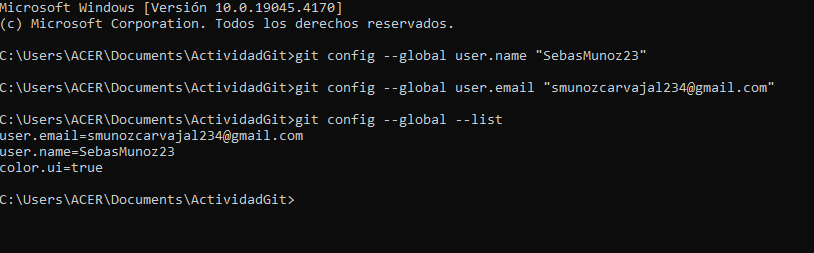 Microsoft Windows [Versión 10.0.19045.4170]
(c) Microsoft Corporation. Todos los derechos reservados.
C:\Users\ACER\Documents\ActividadGit>git config --global user.name "SebasMunoz23"
C:\Users\ACER\Documents\ActividadGit>git config --global user.email "smunozcarvajal234@gmail.com"
C:\Users\ACER\Documents\ActividadGit>git config --global --list
user.email=smunozcarvajal234@gmail.com
user.name=SebasMunoz23
color.ui=true
C:\Users\ACER\Documents\ActividadGit>